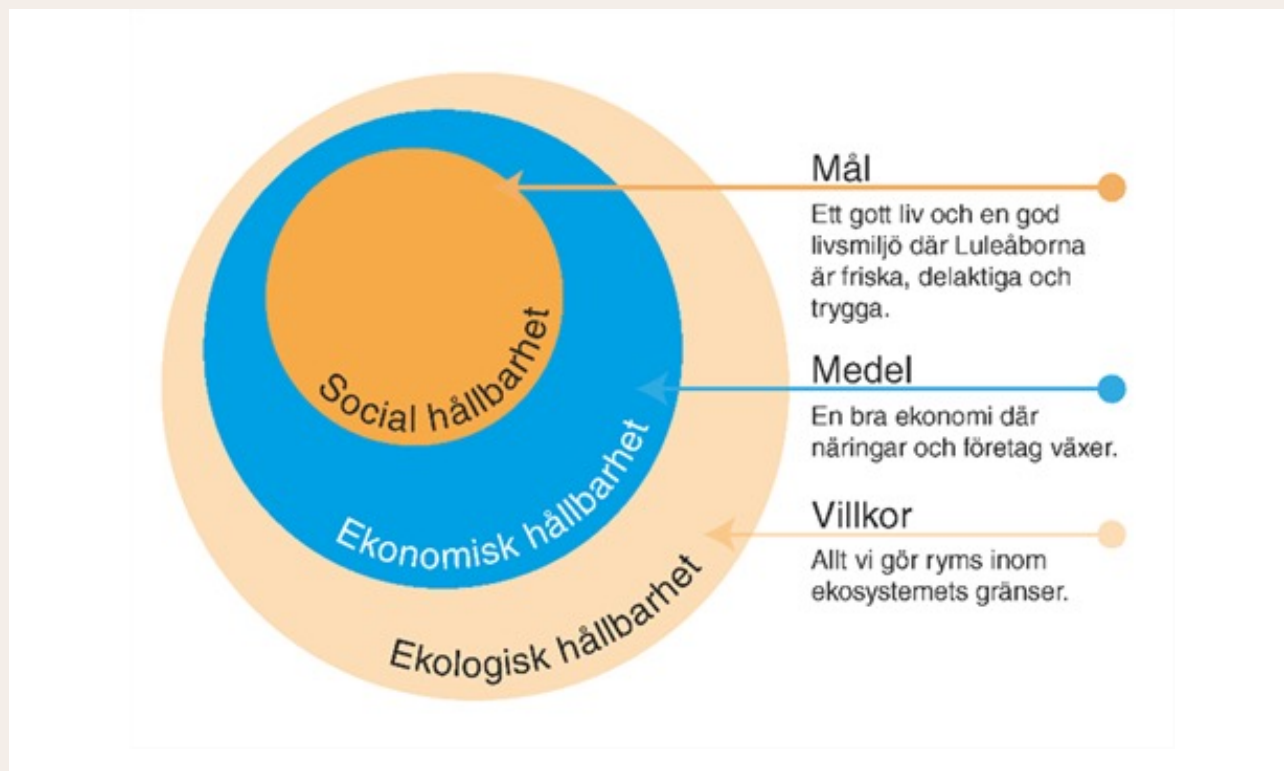 Social hållbarhet
Ekonomisk hållbarhet
Ekologisk hållbarhet
Mål
Ett gott liv och en god
livsmiljö där Luleåborna
är friska, delaktiga och
trygga.
Medel
En bra ekonomi där
näringar och företag växer.
Villkor
Allt vi gör ryms inom
ekosystemets gränser.